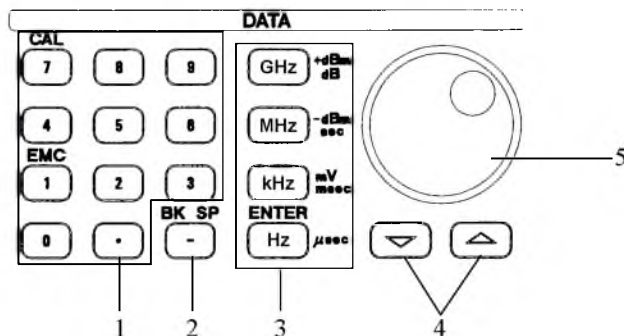 DATA
CAL
7 8 9 GHz +dBm dB
4 5 6 MHz -dBm sec
EMC
1 2 3 kHz mV msec
BK SP ENTER
0 . - Hz µsec
5
1 2 3 4